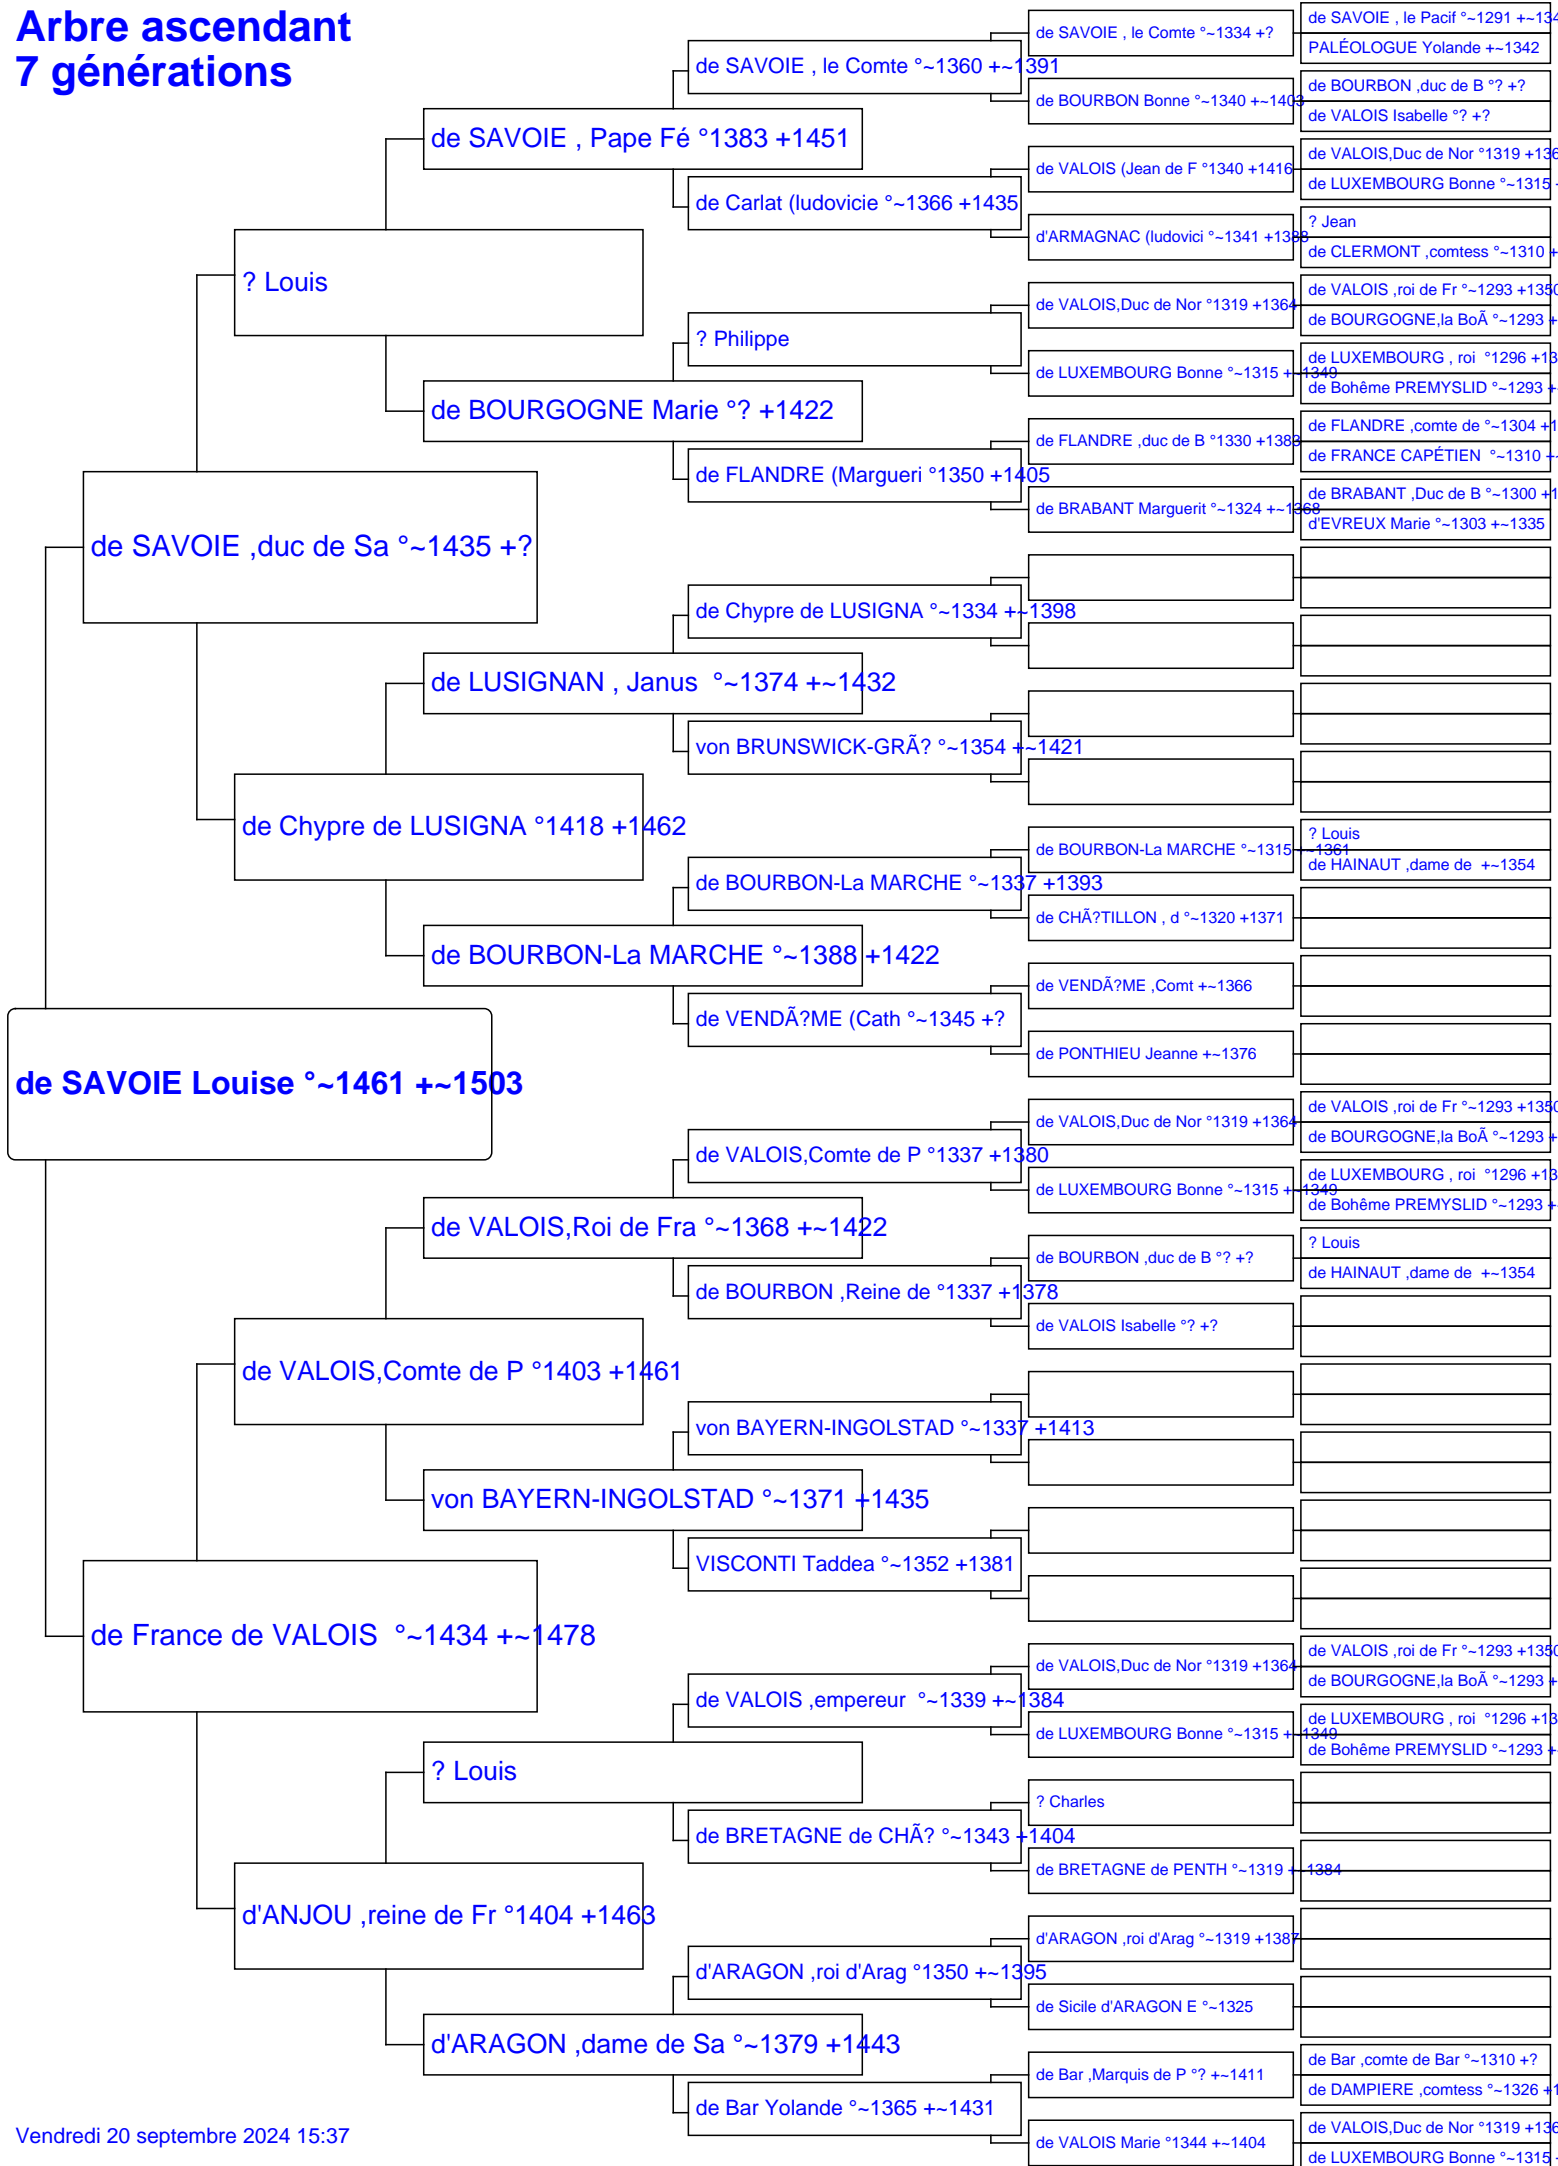 Arbre ascendant
7 générations
de SAVOIE Louise °~1461 +~1503
de SAVOIE ,duc de Sa °~1435 +?
de France de VALOIS  °~1434 +~1478
? Louis
de Chypre de LUSIGNA °1418 +1462
de VALOIS,Comte de P °1403 +1461
d'ANJOU ,reine de Fr °1404 +1463
de SAVOIE , Pape Fé °1383 +1451
de BOURGOGNE Marie °? +1422
de LUSIGNAN , Janus  °~1374 +~1432
de BOURBON-La MARCHE °~1388 +1422
de VALOIS,Roi de Fra °~1368 +~1422
von BAYERN-INGOLSTAD °~1371 +1435
? Louis
d'ARAGON ,dame de Sa °~1379 +1443
de SAVOIE , le Comte °~1360 +~1391
de Carlat (ludovicie °~1366 +1435
? Philippe
de FLANDRE (Margueri °1350 +1405
de Chypre de LUSIGNA °~1334 +~1398
von BRUNSWICK-GRÃ? °~1354 +~1421
de BOURBON-La MARCHE °~1337 +1393
de VENDÃ?ME (Cath °~1345 +?
de VALOIS,Comte de P °1337 +1380
de BOURBON ,Reine de °1337 +1378
von BAYERN-INGOLSTAD °~1337 +1413
VISCONTI Taddea °~1352 +1381
de VALOIS ,empereur  °~1339 +~1384
de BRETAGNE de CHÃ? °~1343 +1404
d'ARAGON ,roi d'Arag °1350 +~1395
de Bar Yolande °~1365 +~1431
de SAVOIE , le Comte °~1334 +?
de BOURBON Bonne °~1340 +~1403
de VALOIS (Jean de F °1340 +1416
d'ARMAGNAC (ludovici °~1341 +1388
de VALOIS,Duc de Nor °1319 +1364
de LUXEMBOURG Bonne °~1315 +~1349
de FLANDRE ,duc de B °1330 +1383
de BRABANT Marguerit °~1324 +~1368
de BOURBON-La MARCHE °~1315 +~1361
de CHÃ?TILLON , d °~1320 +1371
de VENDÃ?ME ,Comt +~1366
de PONTHIEU Jeanne +~1376
de VALOIS,Duc de Nor °1319 +1364
de LUXEMBOURG Bonne °~1315 +~1349
de BOURBON ,duc de B °? +?
de VALOIS Isabelle °? +?
de VALOIS,Duc de Nor °1319 +1364
de LUXEMBOURG Bonne °~1315 +~1349
? Charles
de BRETAGNE de PENTH °~1319 +~1384
d'ARAGON ,roi d'Arag °~1319 +1387
de Sicile d'ARAGON E °~1325
de Bar ,Marquis de P °? +~1411
de VALOIS Marie °1344 +~1404
de SAVOIE , le Pacif °~1291 +~134
PALÉOLOGUE Yolande +~1342
de BOURBON ,duc de B °? +?
de VALOIS Isabelle °? +?
de VALOIS,Duc de Nor °1319 +136
de LUXEMBOURG Bonne °~1315 +
? Jean
de CLERMONT ,comtess °~1310 +
de VALOIS ,roi de Fr °~1293 +1350
de BOURGOGNE,la BoÃ °~1293 +
de LUXEMBOURG , roi  °1296 +13
de Bohême PREMYSLID °~1293 +
de FLANDRE ,comte de °~1304 +1
de FRANCE CAPÉTIEN  °~1310 +~
de BRABANT ,Duc de B °~1300 +1
d'EVREUX Marie °~1303 +~1335
? Louis
de HAINAUT ,dame de  +~1354
de VALOIS ,roi de Fr °~1293 +1350
de BOURGOGNE,la BoÃ °~1293 +
de LUXEMBOURG , roi  °1296 +13
de Bohême PREMYSLID °~1293 +
? Louis
de HAINAUT ,dame de  +~1354
de VALOIS ,roi de Fr °~1293 +1350
de BOURGOGNE,la BoÃ °~1293 +
de LUXEMBOURG , roi  °1296 +13
de Bohême PREMYSLID °~1293 +
de Bar ,comte de Bar °~1310 +?
de DAMPIERE ,comtess °~1326 +1
de VALOIS,Duc de Nor °1319 +136
de LUXEMBOURG Bonne °~1315 +
Vendredi 20 septembre 2024 15:37